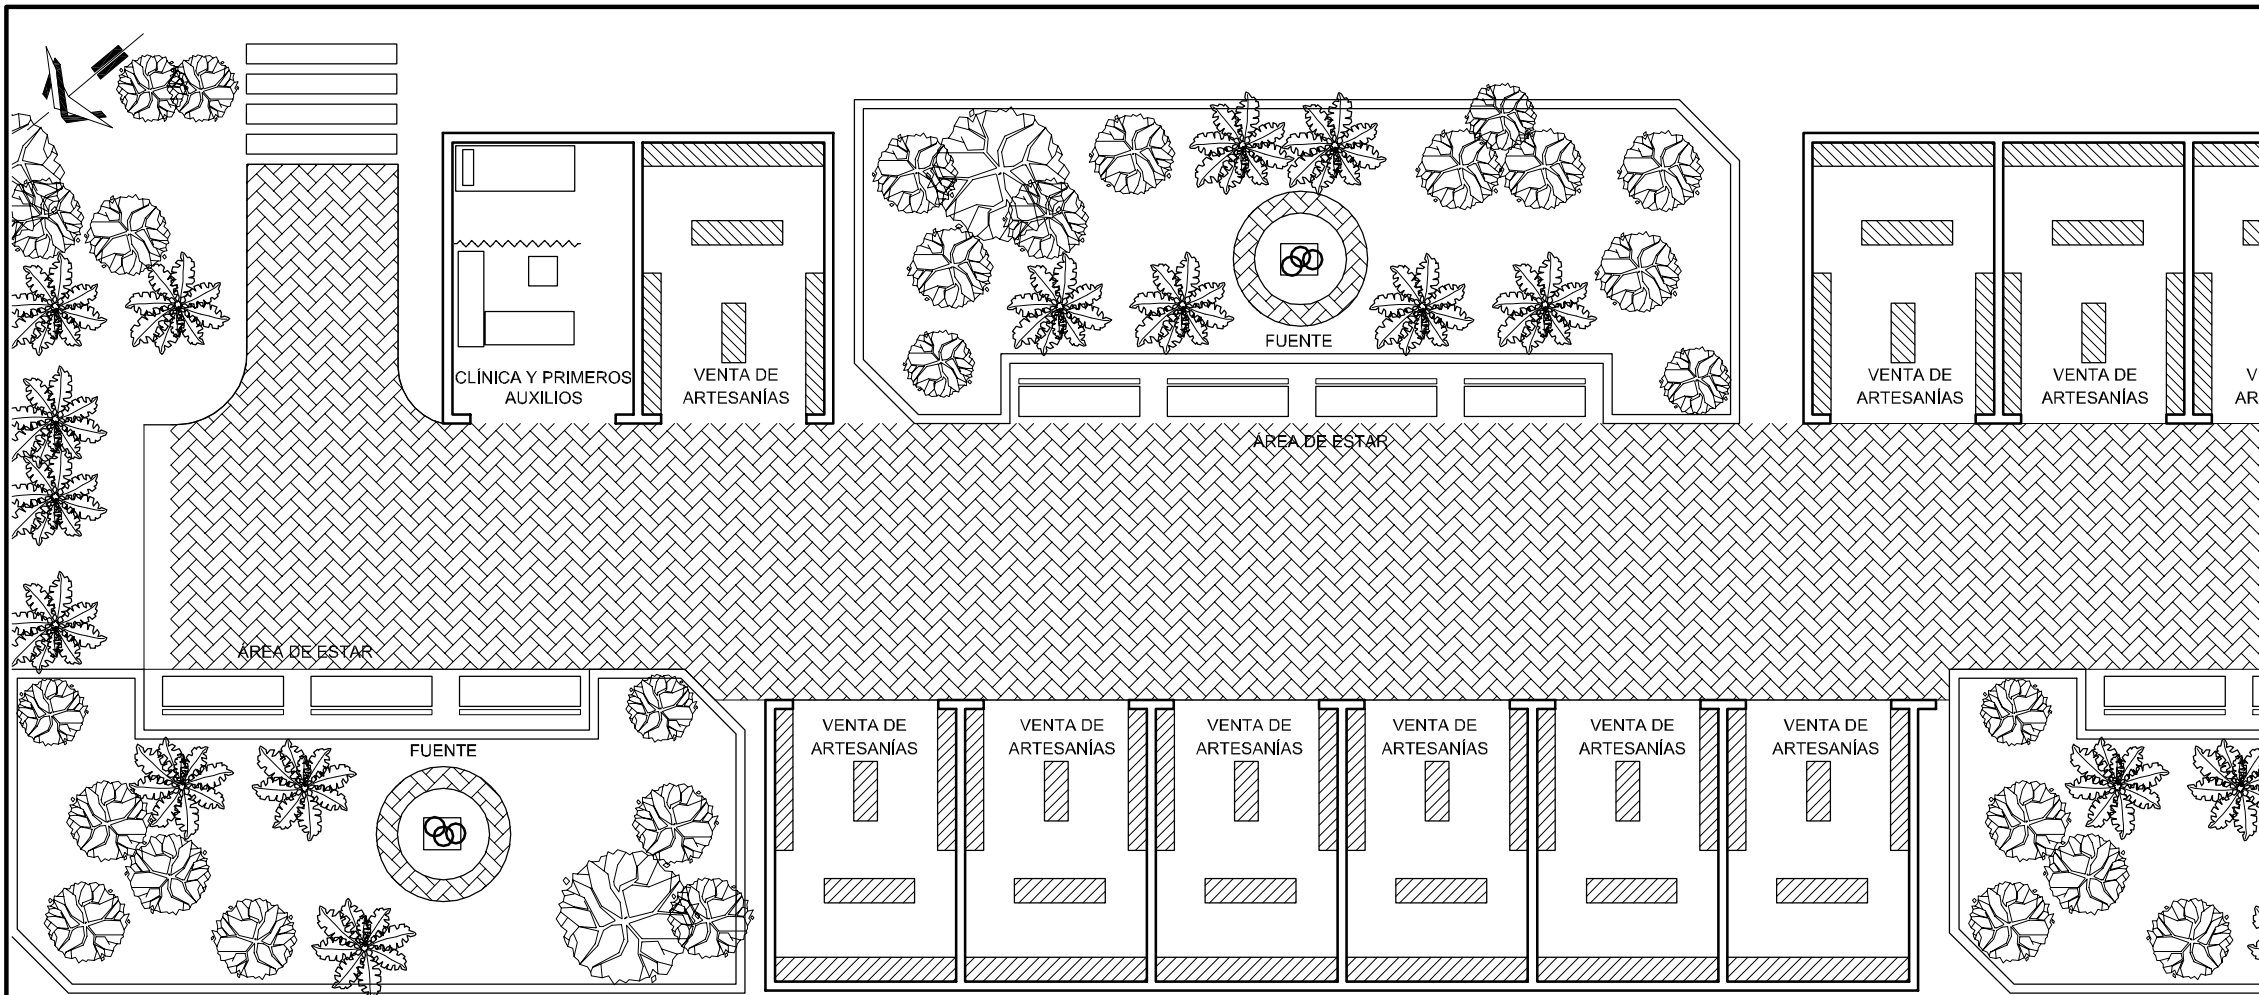 CLÍNICA Y PRIMEROS
AUXILIOS
VENTA DE
ARTESANÍAS
FUENTE
ÁREA DE ESTAR
VENTA DE
ARTESANÍAS
VENTA DE
ARTESANÍAS
V
AR
ÁREA DE ESTAR
FUENTE
VENTA DE
ARTESANÍAS
VENTA DE
ARTESANÍAS
VENTA DE
ARTESANÍAS
VENTA DE
ARTESANÍAS
VENTA DE
ARTESANÍAS
VENTA DE
ARTESANÍAS